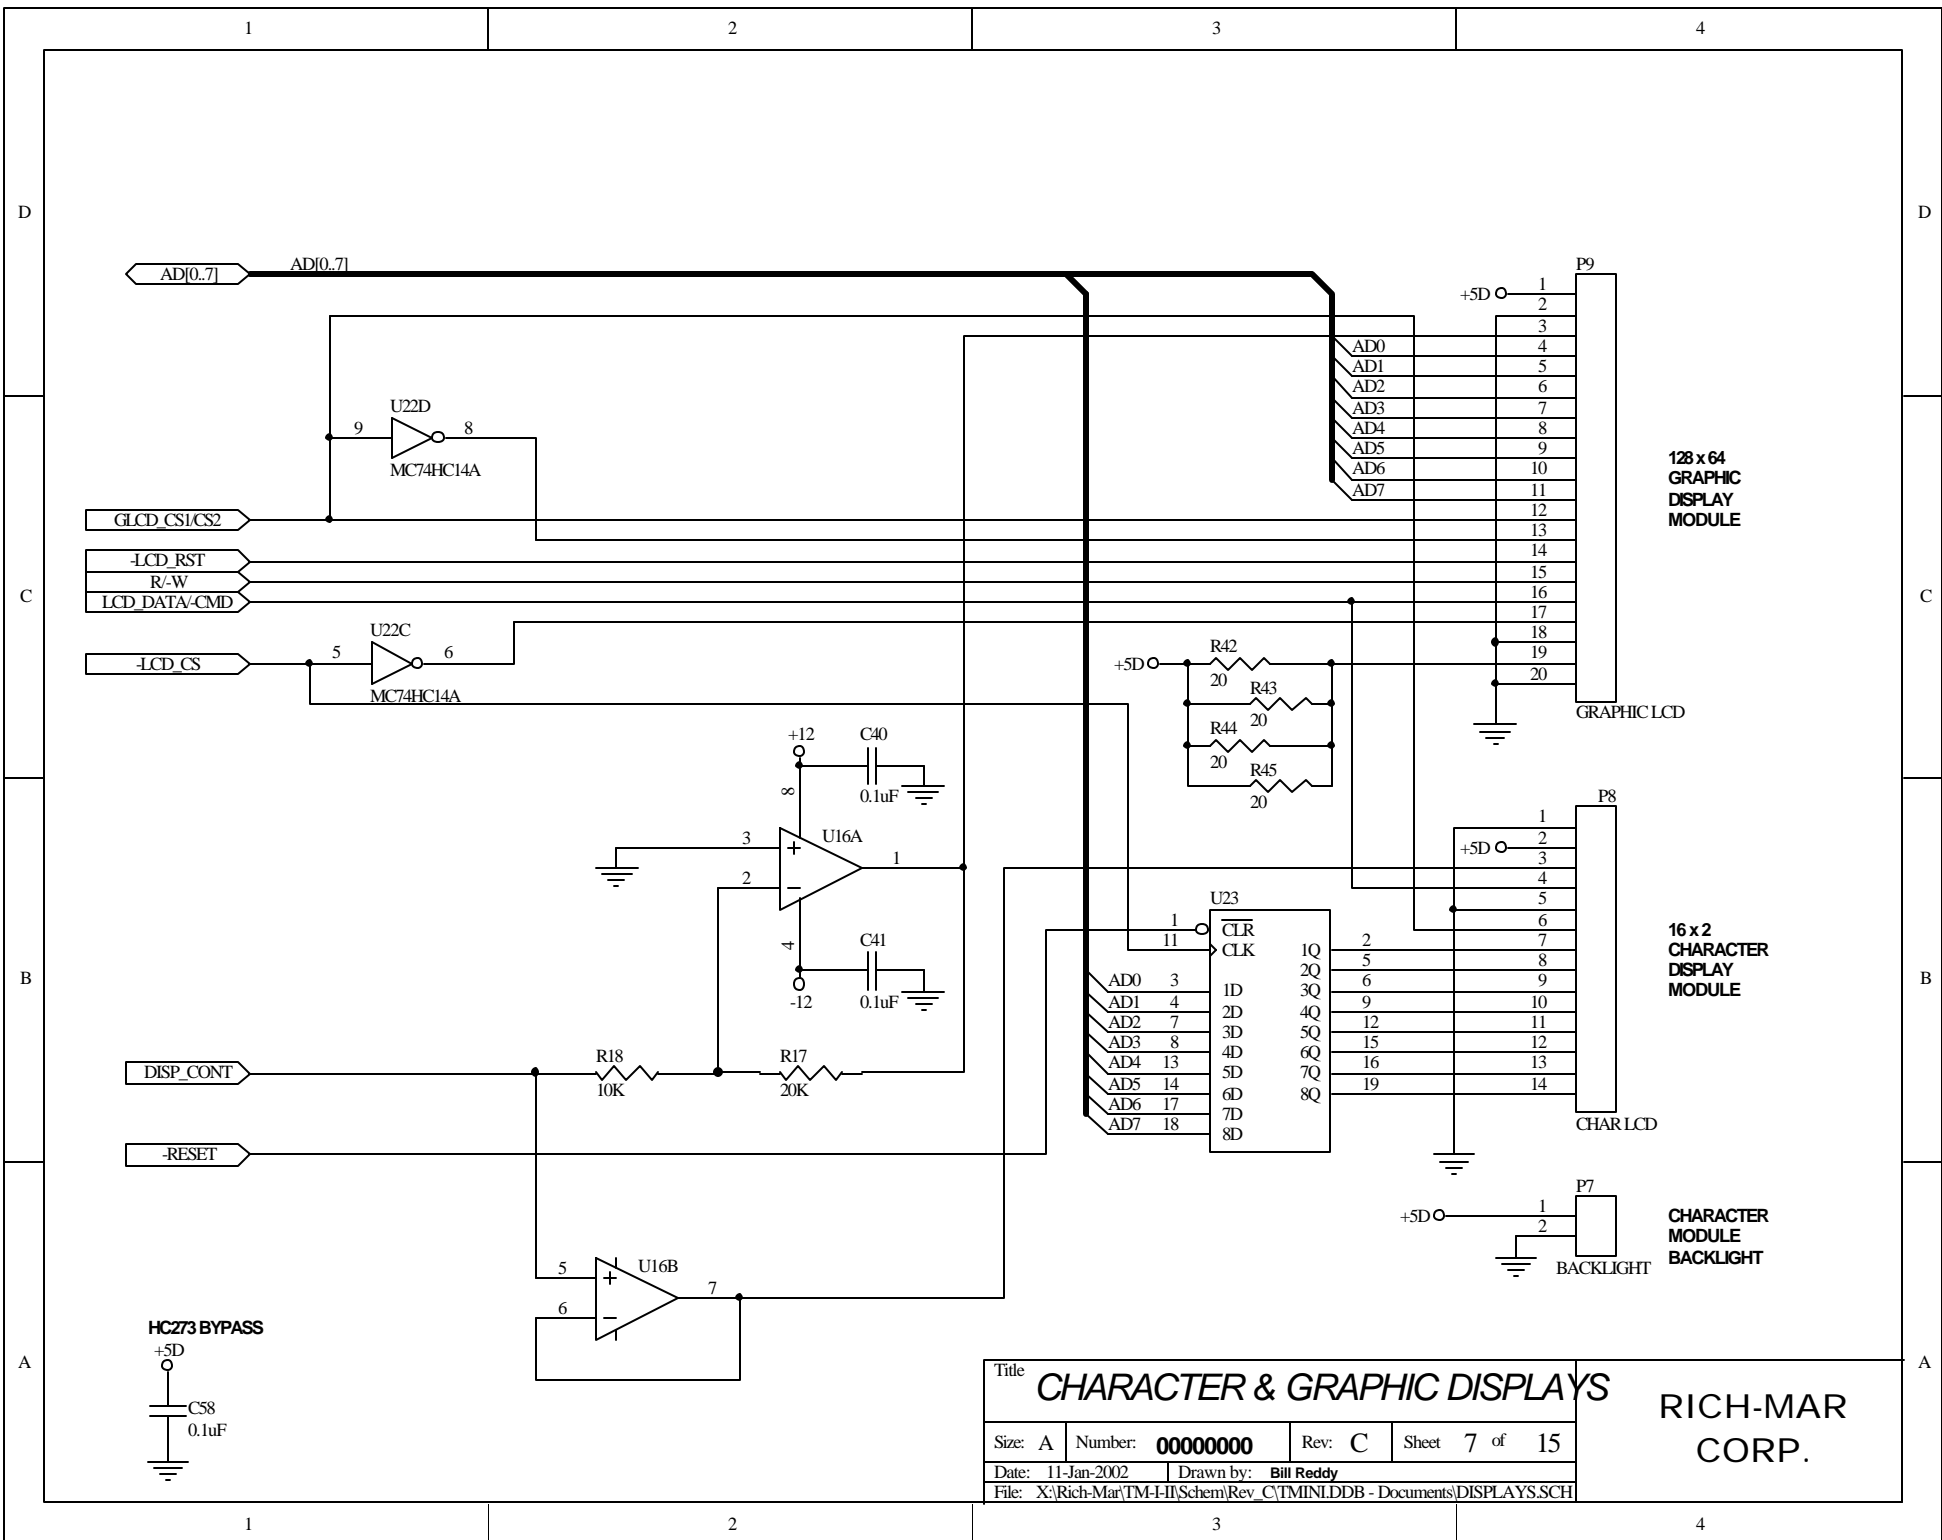 1 2 3 4
D D
AD[0..7] AD[0..7]
P9
+5D 1
2
3
AD0 4
AD1 5
AD2 6
AD3 7
AD4 8
AD5 9
AD6 10
AD7 11
12
13
14
15
16
17
18
19
20
GRAPHIC LCD
128 x 64
GRAPHIC
DISPLAY
MODULE
U22D
9 8
MC74HC14A
GLCD_CS1/CS2
-LCD_RST
R/-W
LCD_DATA/-CMD
C C
U22C
-LCD_CS 5 6
MC74HC14A
+5D R42
20
R43
20
R44
20
R45
20
+12 C40
8 0.1uF
3 + U16A
1
2 −
4 C41
-12 0.1uF
P8
1
+5D 2
3
4
5
6
7
8
9
10
11
12
13
14
CHAR LCD
16 x 2
CHARACTER
DISPLAY
MODULE
U23
1 CLR
11 CLK 1Q 2
2Q 5
AD0 3 1D 3Q 6
AD1 4 2D 4Q 9
AD2 7 3D 5Q 12
AD3 8 4D 6Q 15
AD4 13 5D 7Q 16
AD5 14 6D 8Q 19
AD6 17 7D
AD7 18 8D
B B
DISP_CONT R18 R17
10K 20K
-RESET
P7
+5D 1
2
BACKLIGHT
CHARACTER
MODULE
BACKLIGHT
5 + U16B
7
6 −
HC273 BYPASS
+5D
C58
0.1uF
A A
Title CHARACTER & GRAPHIC DISPLAYS
RICH-MAR
CORP.
Size: A Number: 00000000 Rev: C Sheet 7 of 15
Date: 11-Jan-2002 Drawn by: Bill Reddy
File: X:\Rich-Mar\TM-I-II\Schem\Rev_C\TMINI.DDB - Documents\DISPLAYS.SCH
1 2 3 4